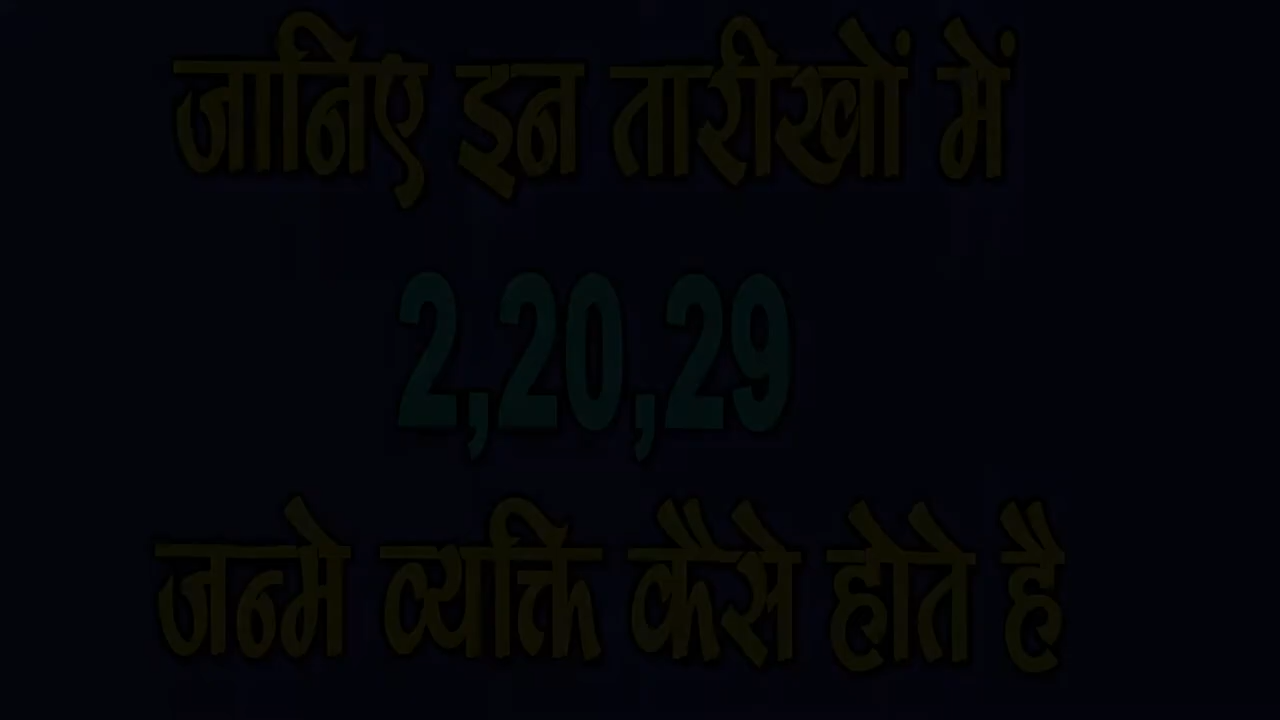 जानिए इन तारीखों में
2,20,29
जन्मे व्यक्ति कैसे होते है